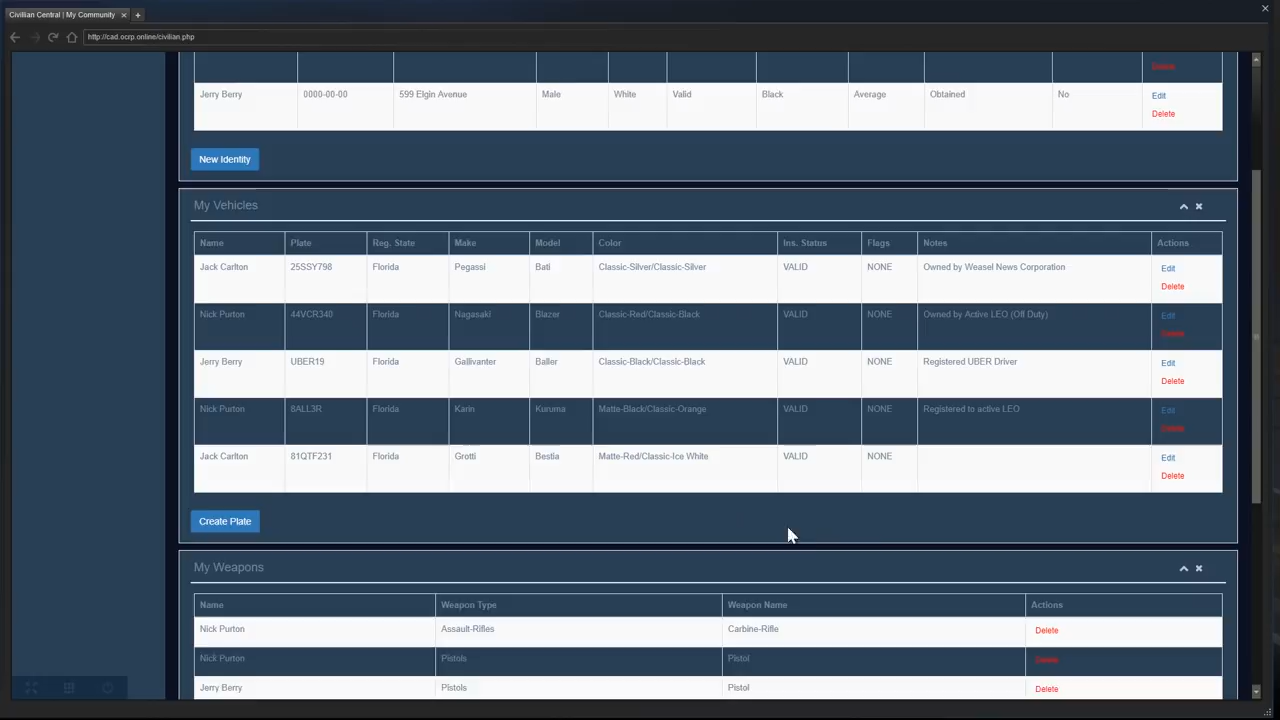 Civillian Central | My Community
http://cad.ocrp.online/civilian.php
Delete
Jerry Berry 0000-00-00 599 Elgin Avenue Male White Valid Black Average Obtained No Edit
Delete
New Identity
My Vehicles
Name Plate Reg. State Make Model Color Ins. Status Flags Notes Actions
Jack Carlton 25SSY798 Florida Pegassi Bati Classic-Silver/Classic-Silver VALID NONE Owned by Weasel News Corporation Edit
Delete
Nick Purton 44VCR340 Florida Nagasaki Blazer Classic-Red/Classic-Black VALID NONE Owned by Active LEO (Off Duty) Edit
Delete
Jerry Berry UBER19 Florida Gallivanter Baller Classic-Black/Classic-Black VALID NONE Registered UBER Driver Edit
Delete
Nick Purton 8ALL3R Florida Karin Kuruma Matte-Black/Classic-Orange VALID NONE Registered to active LEO Edit
Delete
Jack Carlton 81QTF231 Florida Grotti Bestia Matte-Red/Classic-Ice White VALID NONE Edit
Delete
Create Plate
My Weapons
Name Weapon Type Weapon Name Actions
Nick Purton Assault-Rifles Carbine-Rifle Delete
Nick Purton Pistols Pistol Delete
Jerry Berry Pistols Pistol Delete